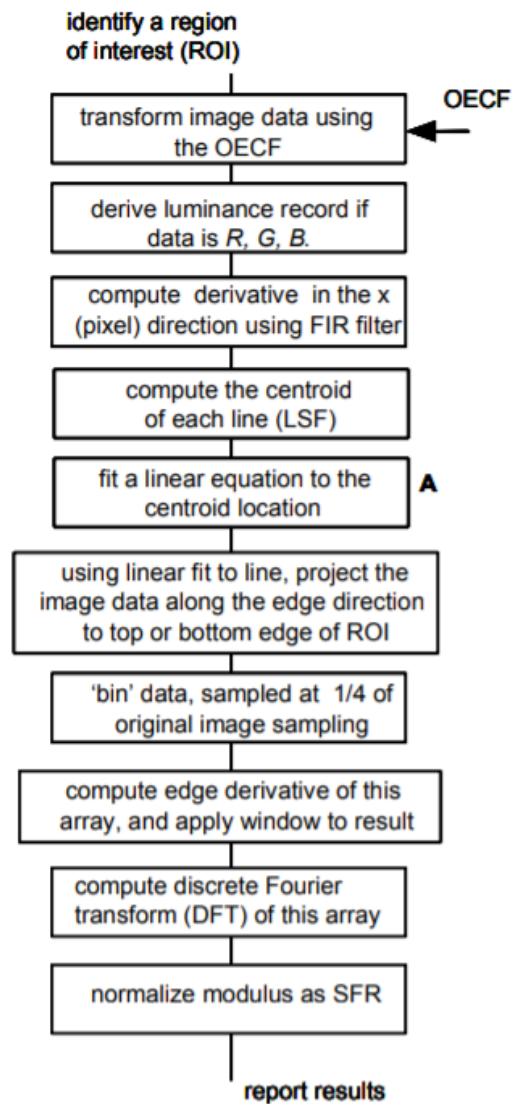 identify a region
of interest (ROI)
OECF
transform image data using
the OECF
derive luminance record if
data is R, G, B.
compute derivative in the x
(pixel) direction using FIR filter
compute the centroid
of each line (LSF)
fit a linear equation to the
centroid location
A
using linear fit to line, project the
image data along the edge direction
to top or bottom edge of ROI
‘bin’ data, sampled at 1/4 of
original image sampling
compute edge derivative of this
array, and apply window to result
compute discrete Fourier
transform (DFT) of this array
normalize modulus as SFR
report results